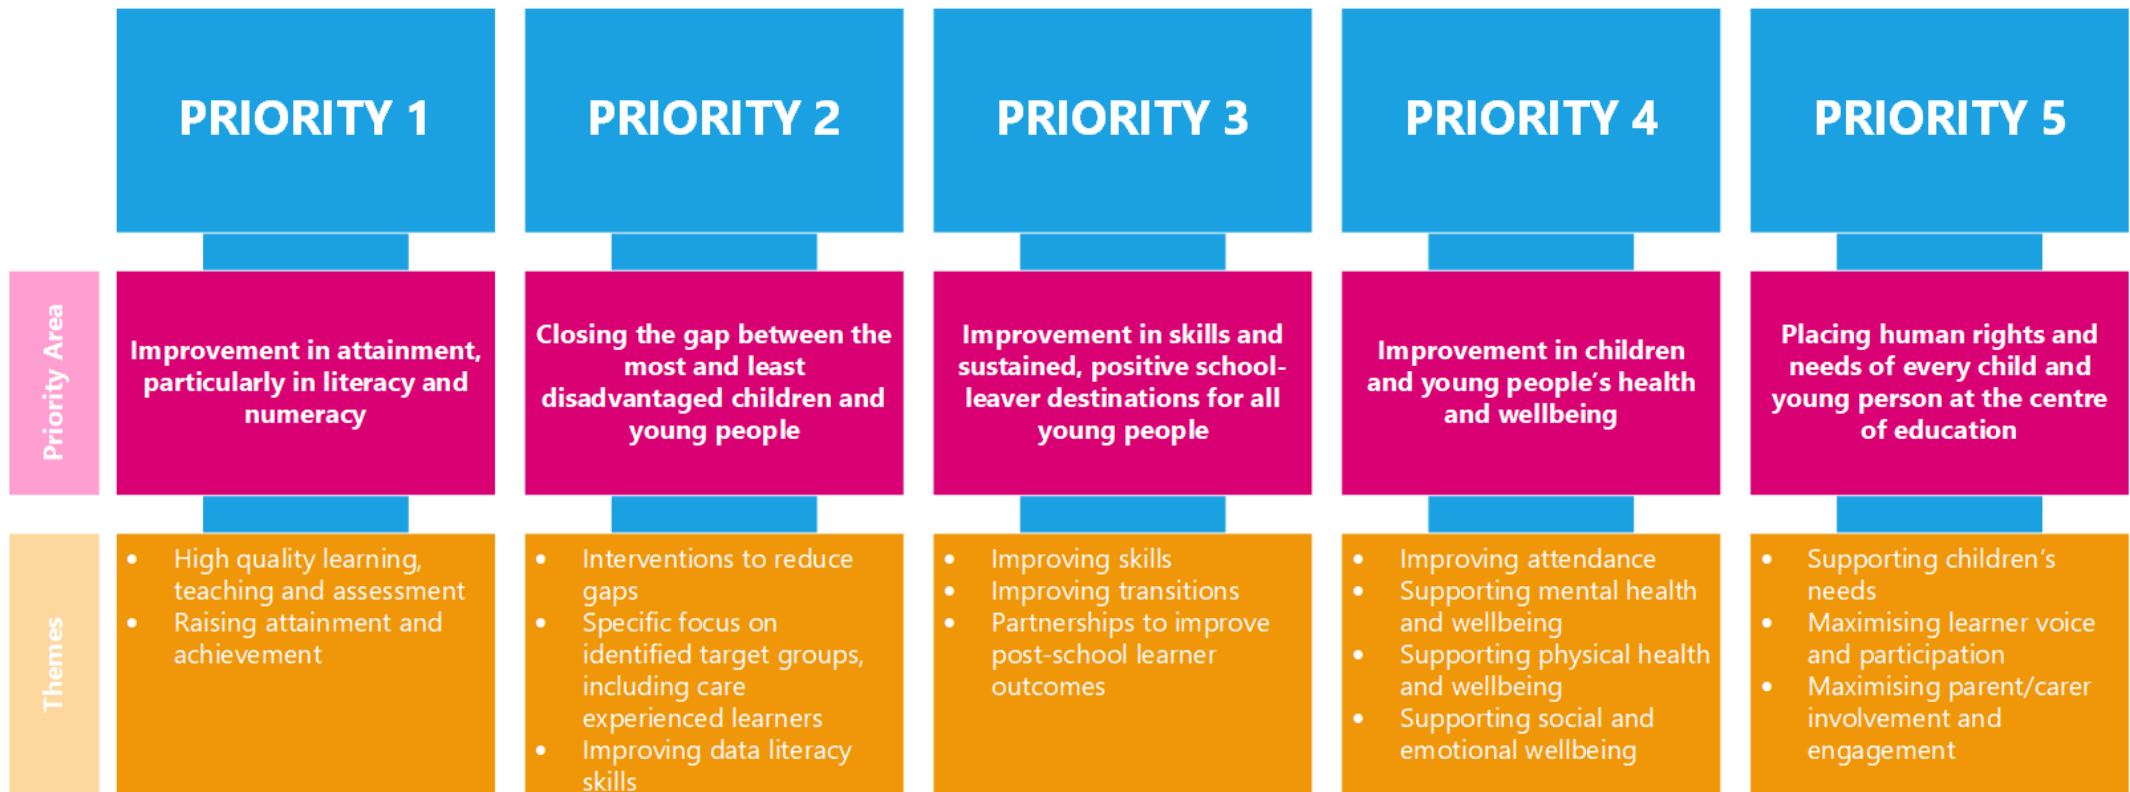 PRIORITY 1
PRIORITY 2
PRIORITY 3
PRIORITY 4
PRIORITY 5
Priority Area
Improvement in attainment,
particularly in literacy and
numeracy
Closing the gap between the
most and least
disadvantaged children and
young people
Improvement in skills and
sustained, positive school-
leaver destinations for all
young people
Improvement in children
and young people’s health
and wellbeing
Placing human rights and
needs of every child and
young person at the centre
of education
Themes
• High quality learning,
teaching and assessment
• Raising attainment and
achievement
• Interventions to reduce
gaps
• Specific focus on
identified target groups,
including care
experienced learners
• Improving data literacy
skills
• Improving skills
• Improving transitions
• Partnerships to improve
post-school learner
outcomes
• Improving attendance
• Supporting mental health
and wellbeing
• Supporting physical health
and wellbeing
• Supporting social and
emotional wellbeing
• Supporting children’s
needs
• Maximising learner voice
and participation
• Maximising parent/carer
involvement and
engagement